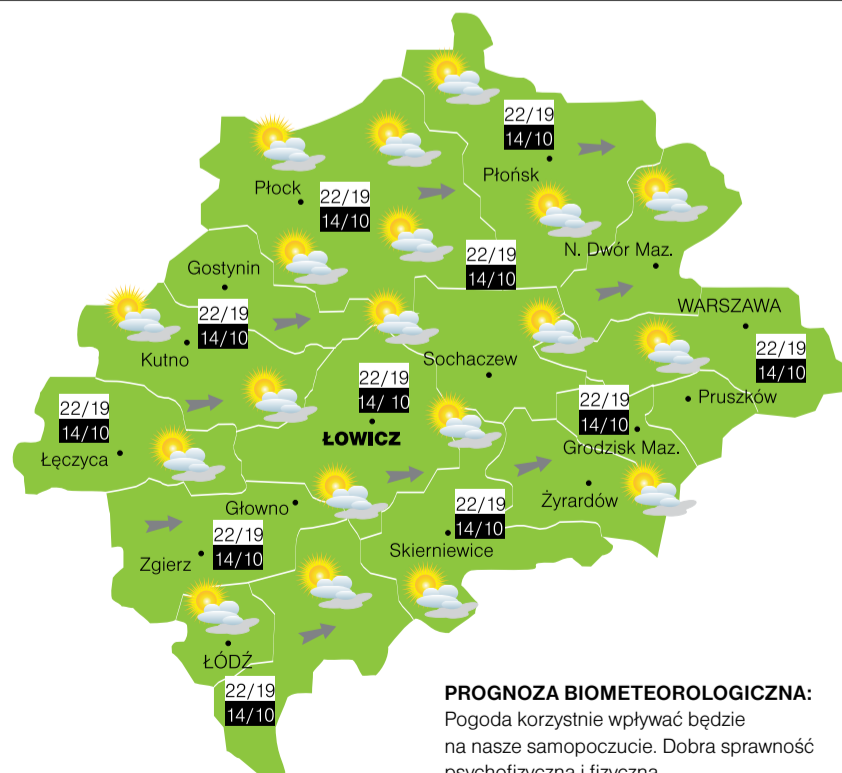 22/19
14/10
Płońsk
Płock
22/19
14/10
N. Dwór Maz.
22/19
14/10
Gostynin
WARSZAWA
22/19
14/10
Kutno
22/19
14/10
Sochaczew
22/19
14/ 10
ŁOWICZ
Pruszków
22/19
14/10
Grodzisk Maz.
22/19
14/10
Łęczyca
Głowno
Żyrardów
22/19
14/10
Skierniewice
22/19
14/10
Zgierz
ŁÓDŹ
22/19
14/10
PROGNOZA BIOMETEOROLOGICZNA:
Pogoda korzystnie wpływać będzie
na nasze samopoczucie. Dobra sprawność
psychofizyczna i fizyczna